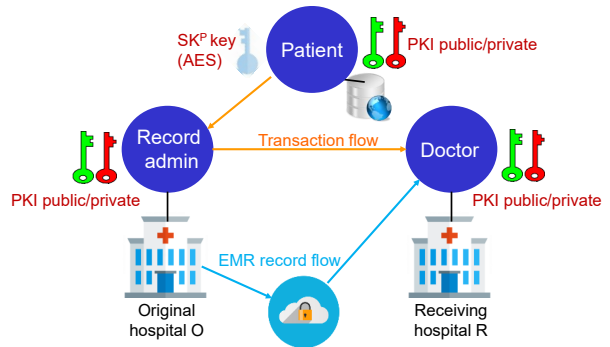 SKᴾ key
(AES)
Patient
PKI public/private
Record
admin
Transaction flow
Doctor
PKI public/private
PKI public/private
EMR record flow
Original
hospital O
Receiving
hospital R